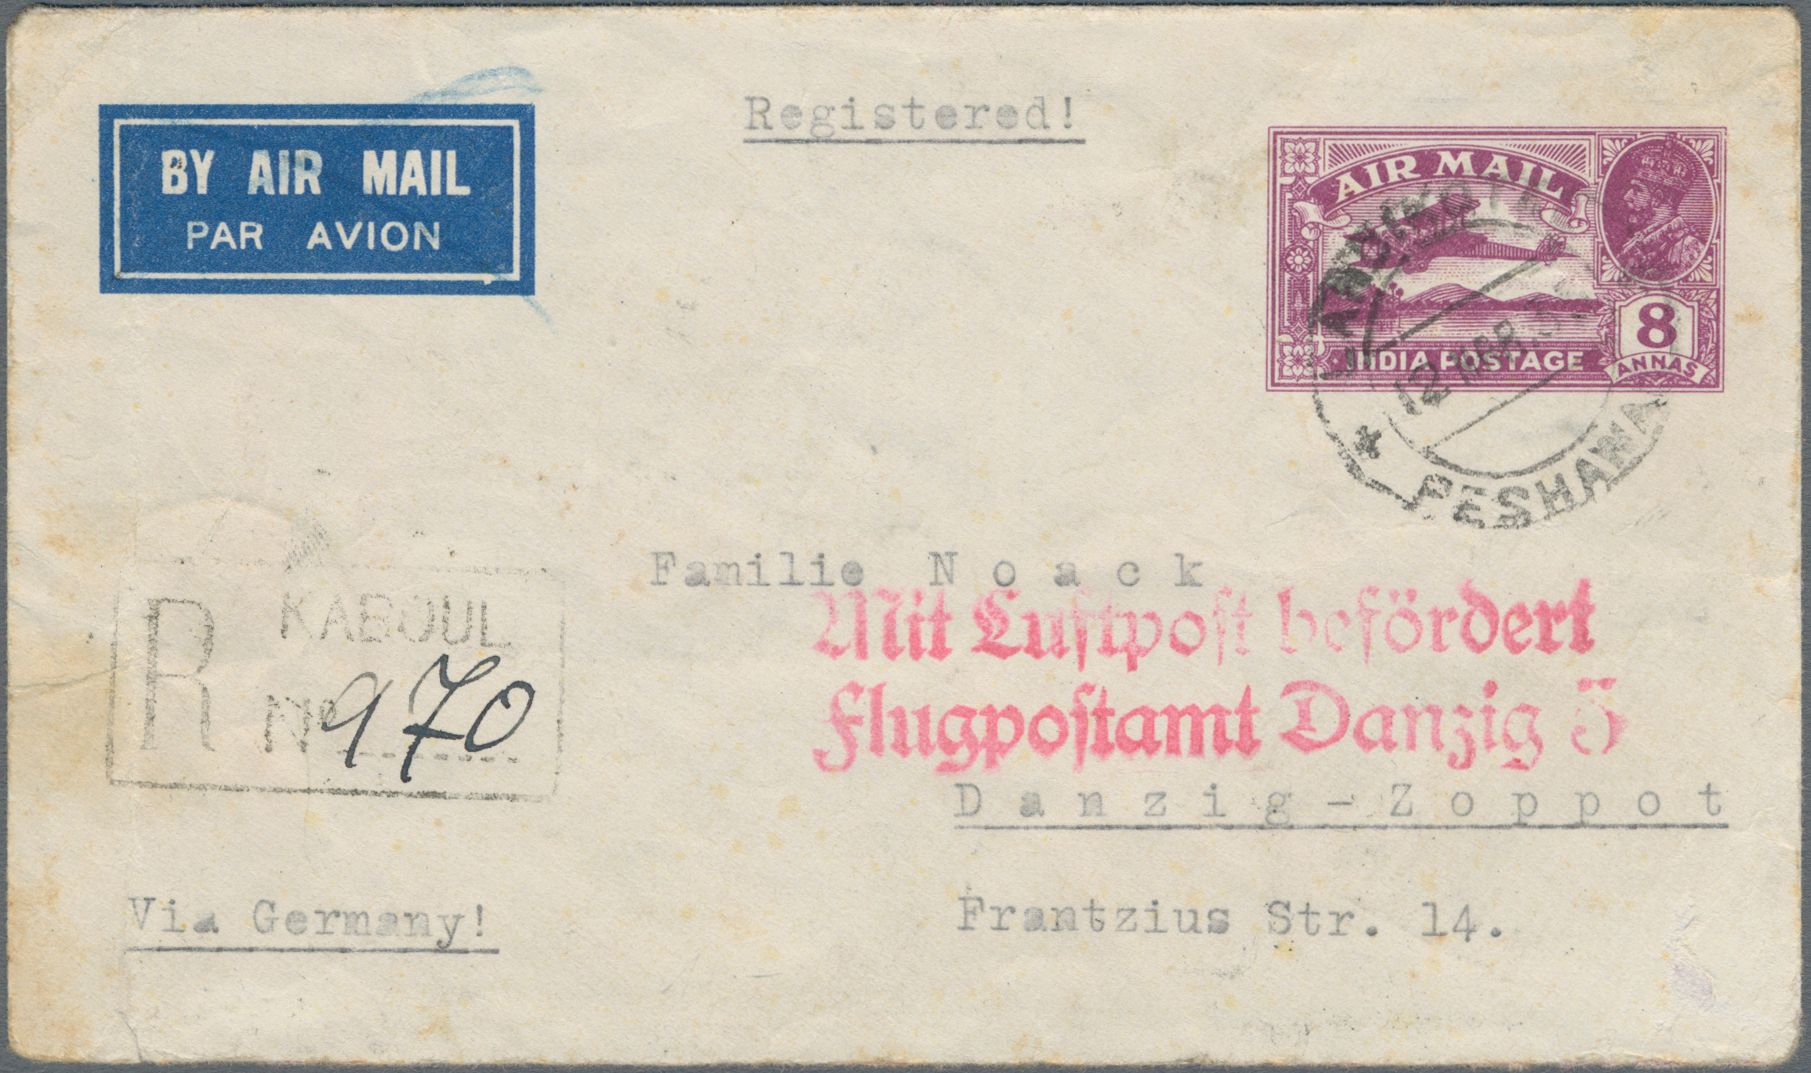 Registered!
BY AIR MAIL
PAR AVION
AIR MAIL
INDIA POSTAGE
8
ANNAS
12
PESHAWA
R
KABOUL
Nº 970
Familie Noack
Mit Luftpost befördert
Flugpostamt Danzig 5
Danzig-Zoppot
Via Germany!
Frantzius Str. 14.